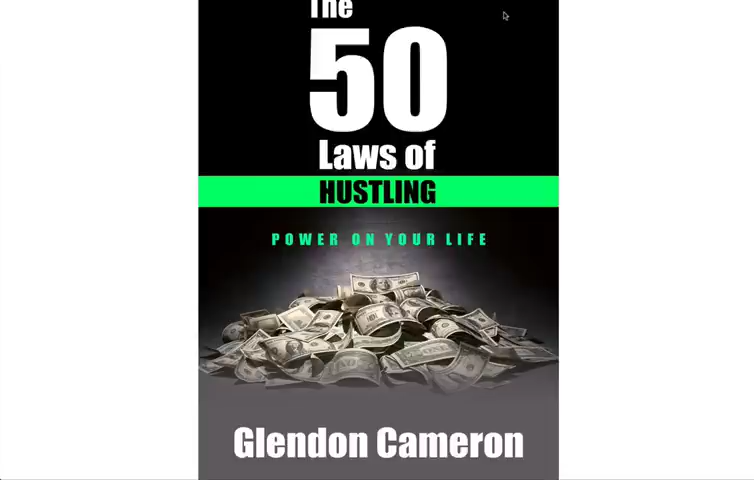 The
50
Laws of
HUSTLING
POWER ON YOUR LIFE
Glendon Cameron